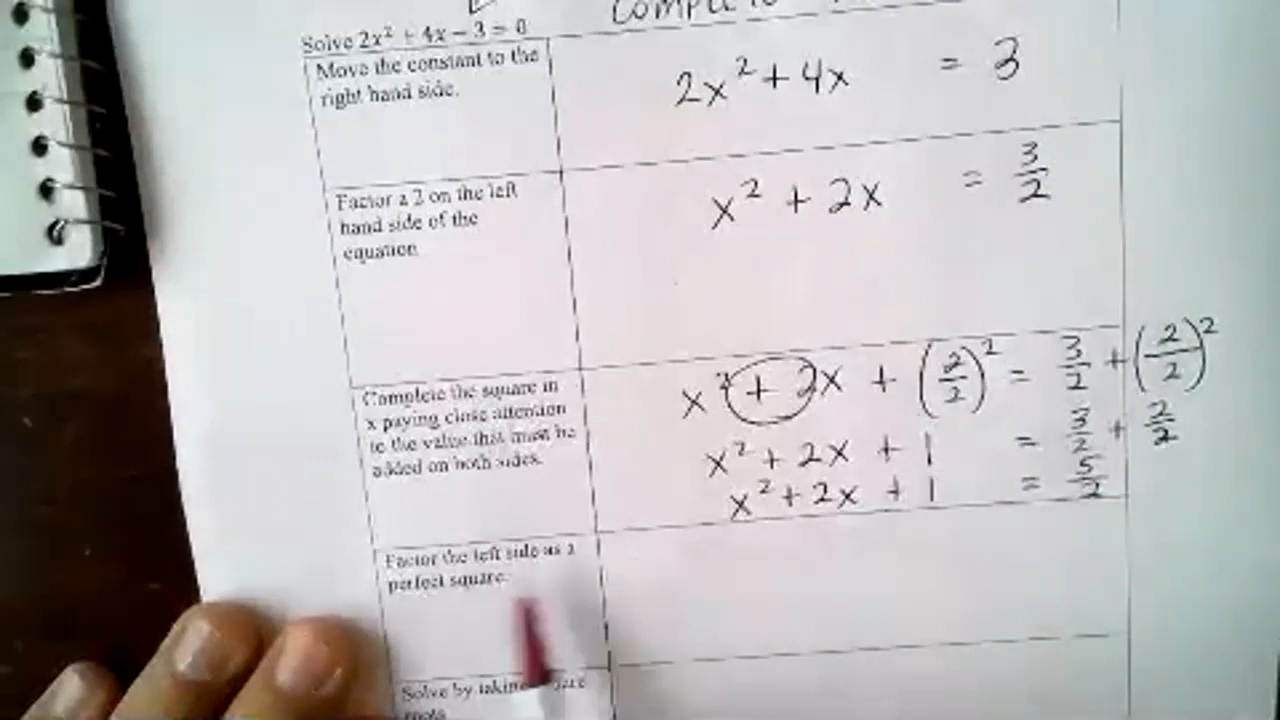 Solve 2x² + 4x − 3 = 0
Move the constant to the
right hand side.
2x² + 4x = 3
Factor a 2 on the left
hand side of the
equation
x² + 2x = 3/2
Complete the square in
x paying close attention
to the value that must be
added on both sides.
x² + 2x + (2/2)² = 3/2 + (2/2)²
x² + 2x + 1 = 3/2 + 2/2
x² + 2x + 1 = 5/2
Factor the left side as a
perfect square.
Solve by taking square
roots